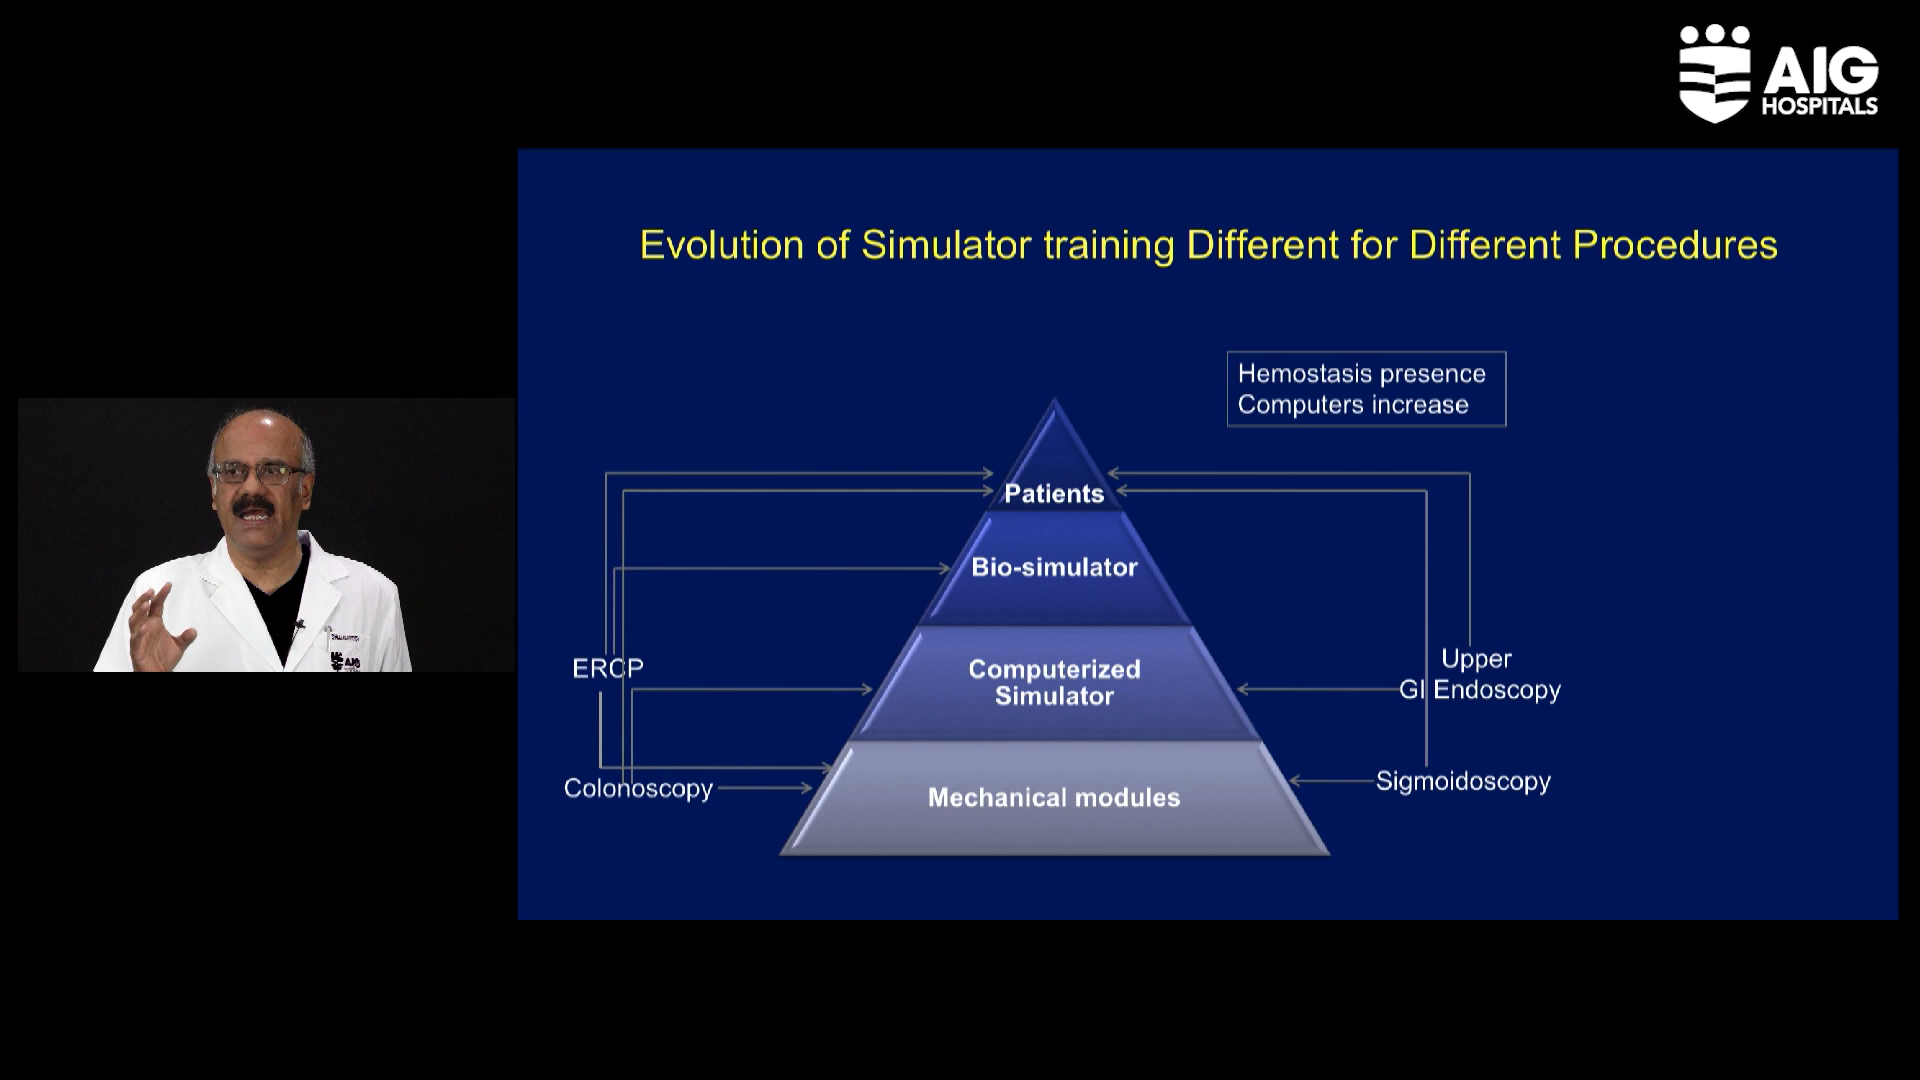 AIG
HOSPITALS
Evolution of Simulator training Different for Different Procedures
Hemostasis presence
Computers increase
Patients
Bio-simulator
ERCP
Computerized
Simulator
Upper
GI Endoscopy
Colonoscopy
Mechanical modules
Sigmoidoscopy
AIG